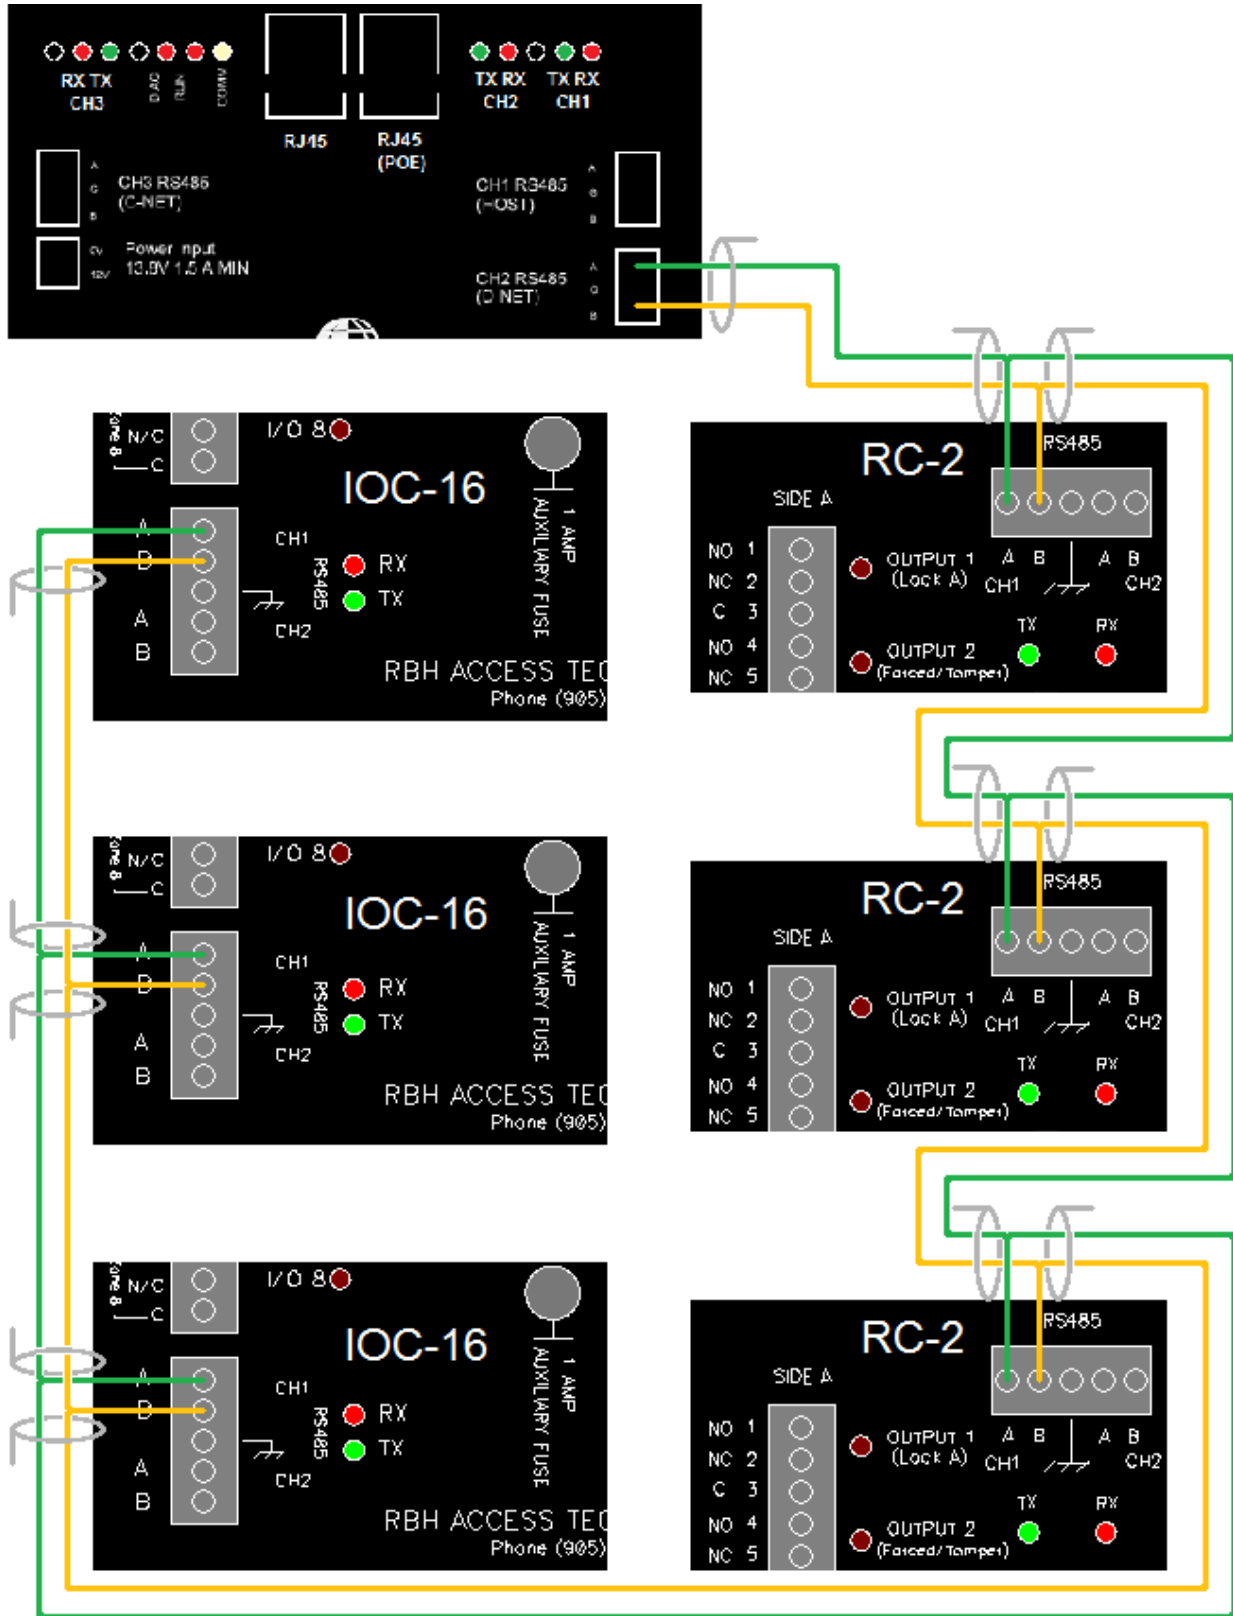 RX TX
CH3
RUN
COMM
RJ45
RJ45
(POE)
TX RX
CH2
TX RX
CH1
A
G
B
CH3 RS485
(C-NET)
0V
12V
Power Input
13.8V 1.5 A MIN
CH1 RS485
(HOST)
A
G
B
CH2 RS485
(D NET)
A
G
B
Zone 8
N/C
C
I/O 8
IOC-16
1 AMP
AUXILIARY FUSE
A
B
CH1
RS485
RX
TX
CH2
A
B
RBH ACCESS TEC
Phone (905)
RC-2
RS485
SIDE A
NO 1
NC 2
C 3
NO 4
NC 5
OUTPUT 1
(Lock A)
A B
CH1
A B
CH2
TX
RX
OUTPUT 2
(Forced/Tamper)
Zone 8
N/C
C
I/O 8
IOC-16
1 AMP
AUXILIARY FUSE
A
B
CH1
RS485
RX
TX
CH2
A
B
RBH ACCESS TEC
Phone (905)
RC-2
RS485
SIDE A
NO 1
NC 2
C 3
NO 4
NC 5
OUTPUT 1
(Lock A)
A B
CH1
A B
CH2
TX
RX
OUTPUT 2
(Forced/Tamper)
Zone 8
N/C
C
I/O 8
IOC-16
1 AMP
AUXILIARY FUSE
A
B
CH1
RS485
RX
TX
CH2
A
B
RBH ACCESS TEC
Phone (905)
RC-2
RS485
SIDE A
NO 1
NC 2
C 3
NO 4
NC 5
OUTPUT 1
(Lock A)
A B
CH1
A B
CH2
TX
RX
OUTPUT 2
(Forced/Tamper)